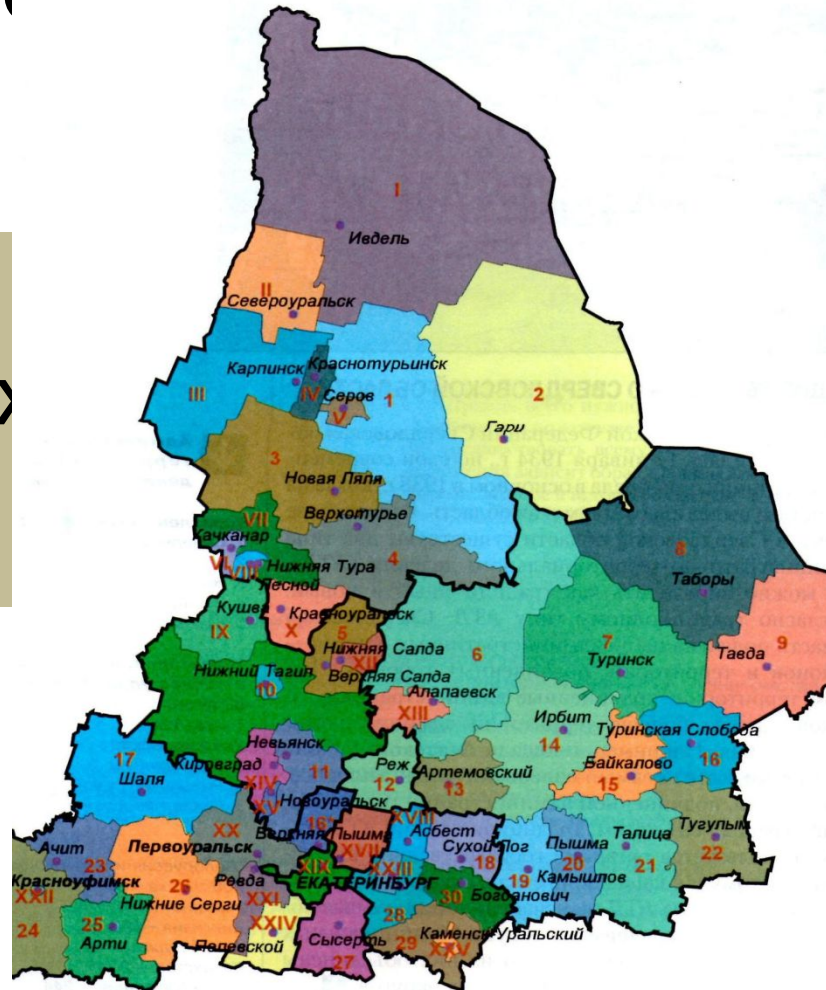 I
Ивдель
II
Североуральск
Карпинск
Краснотурьинск
III
IV
Серов
V
1
2
Гари
3
Новая Ляля
Верхотурье
VII
Качканар
4
VI
VIII
Нижняя Тура
Лесной
8
Таборы
Кушва
Красноуральск
IX
X
5
6
7
9
Нижняя Салда
XII
Туринск
Тавда
Нижний Тагил
10
Верхняя Салда
Алапаевск
XIII
Ирбит
14
Туринская Слобода
Невьянск
17
Кировград
11
Реж
Артемовский
Байкалово
16
Шаля
XIV
12
13
15
XV
Новоуральск
16
XVIII
XX
Верхняя Пышма
Асбест
Тугулым
Ачит
Первоуральск
XVII
Сухой Лог
18
Пышма
Талица
22
23
XIX
XXIII
19
20
21
Красноуфимск
Ревда
ЕКАТЕРИНБУРГ
Камышлов
XXII
26
30
Богданович
Нижние Серги
XXI
28
24
25
XXIV
Каменск-Уральский
Арти
Полевской
Сысерть
29
XXV
27